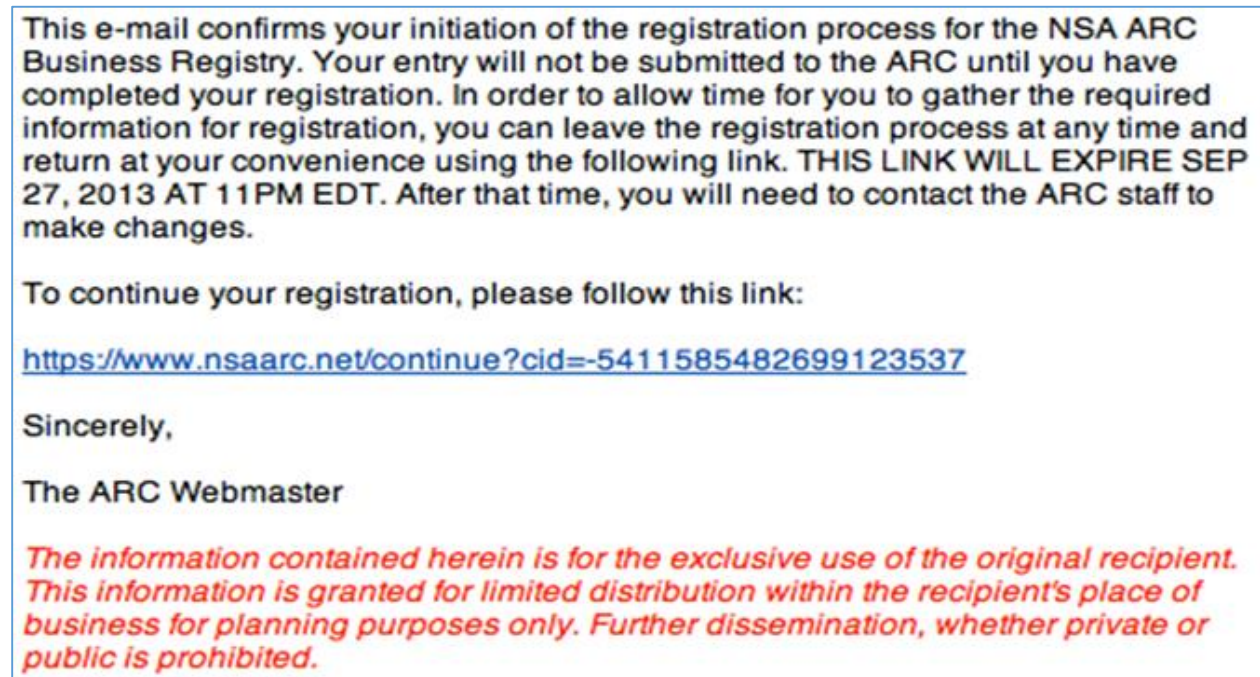 This e-mail confirms your initiation of the registration process for the NSA ARC
Business Registry. Your entry will not be submitted to the ARC until you have
completed your registration. In order to allow time for you to gather the required
information for registration, you can leave the registration process at any time and
return at your convenience using the following link. THIS LINK WILL EXPIRE SEP
27, 2013 AT 11PM EDT. After that time, you will need to contact the ARC staff to
make changes.
To continue your registration, please follow this link:
https://www.nsaarc.net/continue?cid=-5411585482699123537
Sincerely,
The ARC Webmaster
The information contained herein is for the exclusive use of the original recipient.
This information is granted for limited distribution within the recipient's place of
business for planning purposes only. Further dissemination, whether private or
public is prohibited.